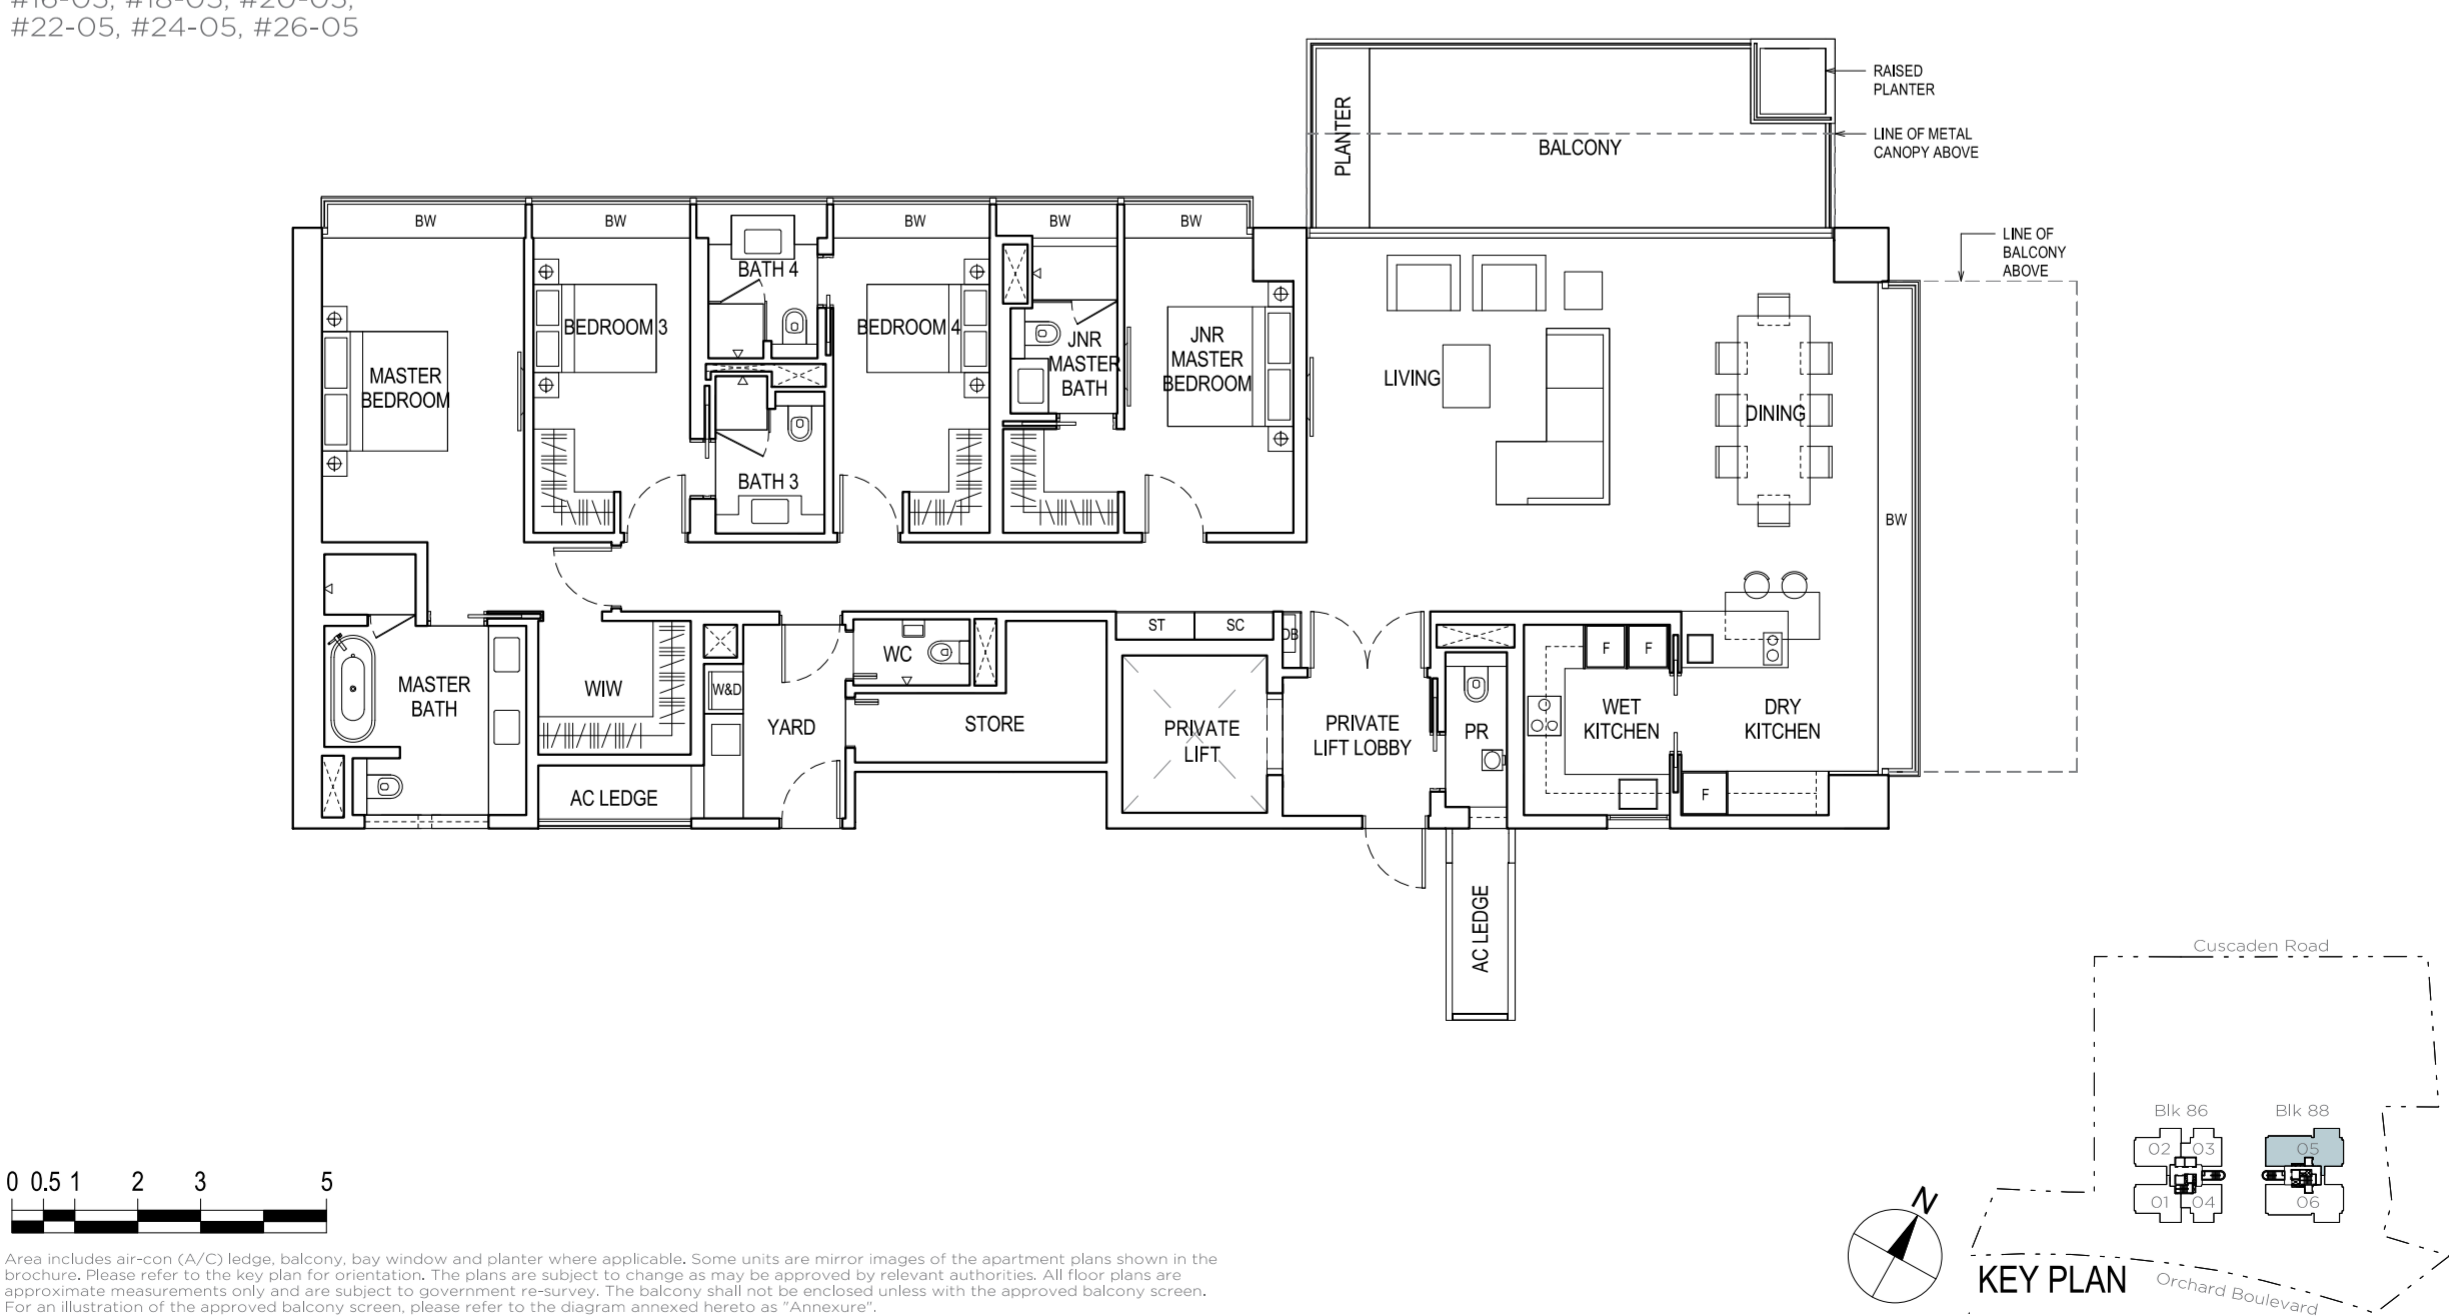 #16-05, #18-05, #20-05,
#22-05, #24-05, #26-05
RAISED
PLANTER
PLANTER
LINE OF METAL
CANOPY ABOVE
BALCONY
BW
BW
BW
BW
BW
LINE OF
BALCONY
ABOVE
BATH 4
BEDROOM 3
BEDROOM 4
JNR
MASTER
BATH
JNR
MASTER
BEDROOM
MASTER
BEDROOM
LIVING
DINING
BATH 3
BW
ST
SC
DB
WC
F
F
MASTER
BATH
WIW
W&D
YARD
STORE
PRIVATE
LIFT
PRIVATE
LIFT LOBBY
PR
WET
KITCHEN
DRY
KITCHEN
AC LEDGE
F
AC LEDGE
Cuscaden Road
Blk 86
Blk 88
02
03
05
01
04
06
0 0.5 1 2 3 5
N
KEY PLAN
Orchard Boulevard
Area includes air-con (A/C) ledge, balcony, bay window and planter where applicable. Some units are mirror images of the apartment plans shown in the
brochure. Please refer to the key plan for orientation. The plans are subject to change as may be approved by relevant authorities. All floor plans are
approximate measurements only and are subject to government re-survey. The balcony shall not be enclosed unless with the approved balcony screen.
For an illustration of the approved balcony screen, please refer to the diagram annexed hereto as "Annexure".